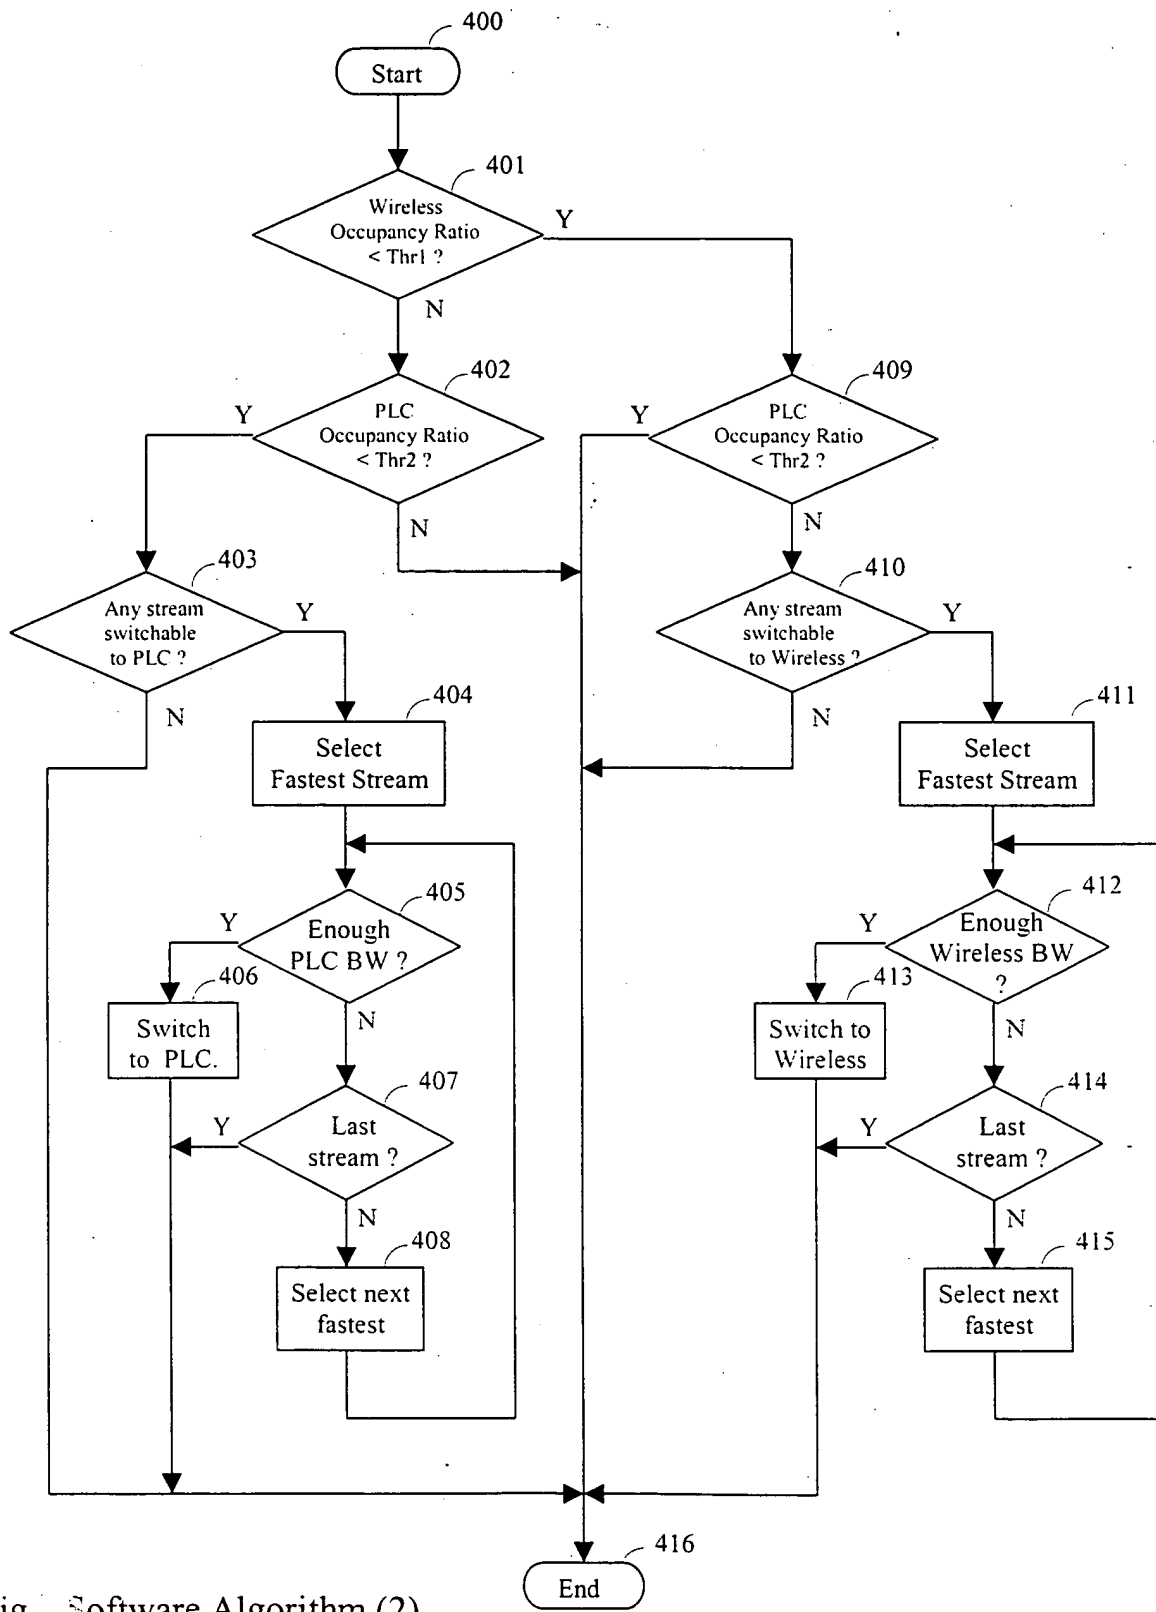 400
Start
401
Wireless
Occupancy Ratio
< Thr1 ?
Y
N
402
PLC
Occupancy Ratio
< Thr2 ?
Y
N
409
PLC
Occupancy Ratio
< Thr2 ?
Y
N
403
Any stream
switchable
to PLC ?
Y
N
410
Any stream
switchable
to Wireless ?
Y
N
404
Select
Fastest Stream
411
Select
Fastest Stream
405
Enough
PLC BW ?
Y
N
412
Enough
Wireless BW
?
Y
N
406
Switch
to PLC.
413
Switch to
Wireless
407
Last
stream ?
Y
N
414
Last
stream ?
Y
N
408
Select next
fastest
415
Select next
fastest
416
End
Software Algorithm (2)